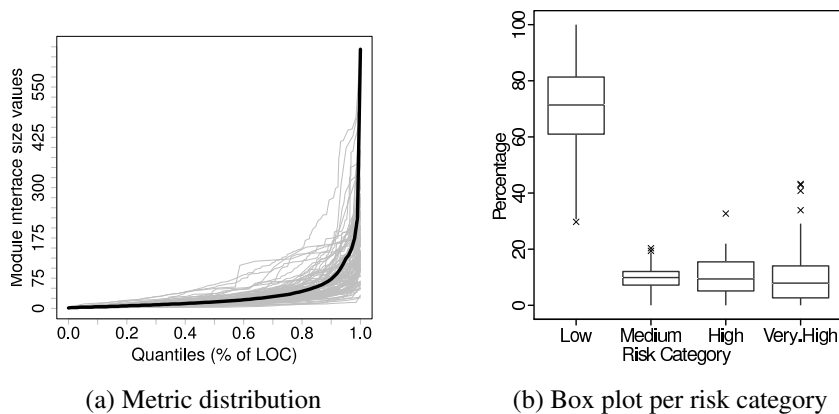 Module interface size values
550
425
300
175
75
0
0.0 0.2 0.4 0.6 0.8 1.0
Quantiles (% of LOC)
(a) Metric distribution
Percentage
100
80
60
40
20
0
Low Medium High Very.High
Risk Category
(b) Box plot per risk category